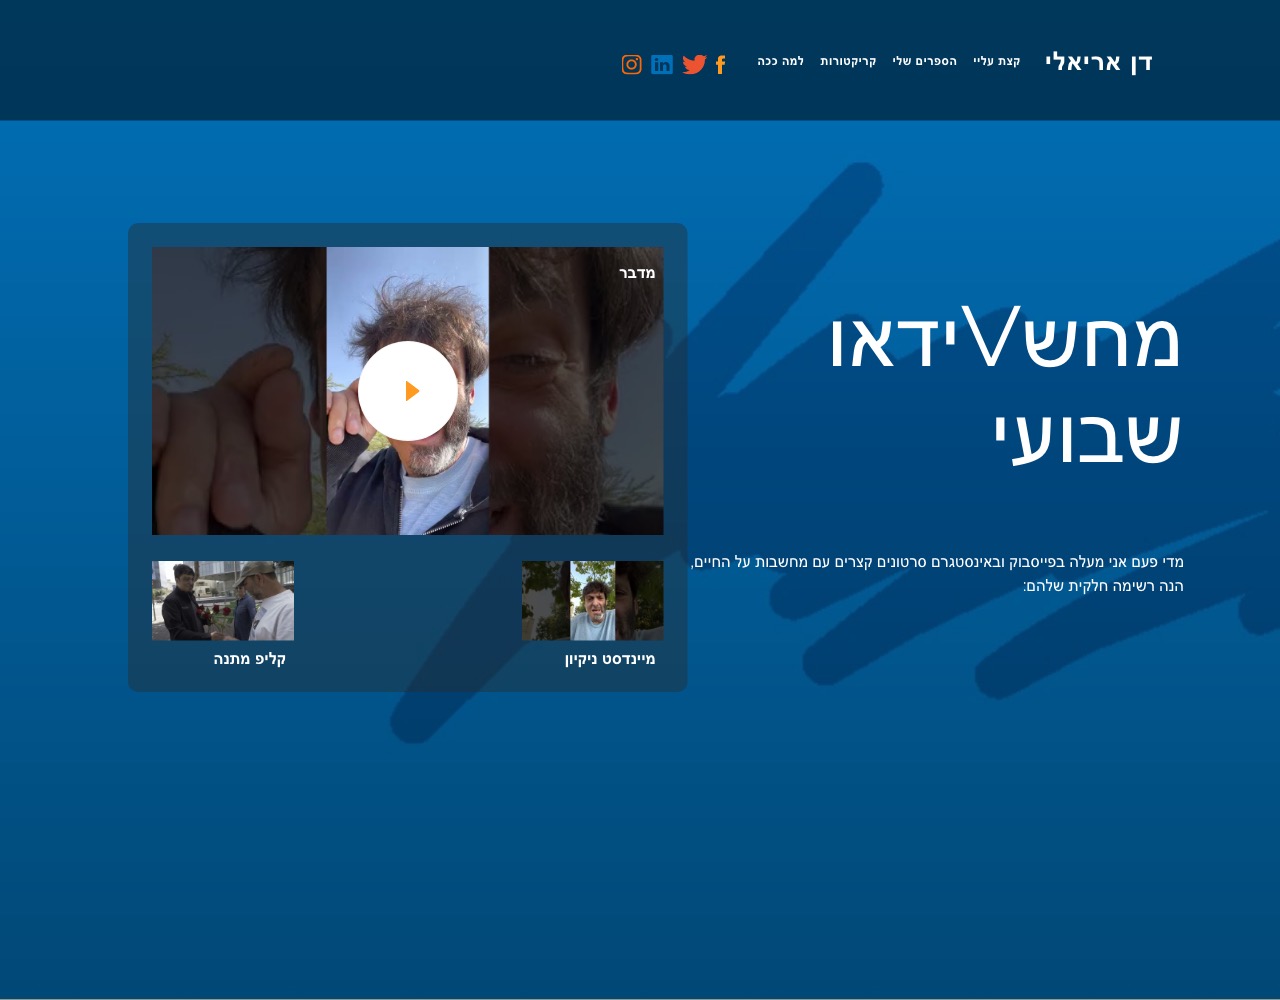 דן אריאלי
קצת עליי
הספרים שלי
קריקטורות
למה ככה
מחשVידאו
שבועי
מדי פעם אני מעלה בפייסבוק ובאינסטגרם סרטונים קצרים עם מחשבות על החיים,
הנה רשימה חלקית שלהם:
מדבר
מיינדסט ניקיון
קליפ מתנה